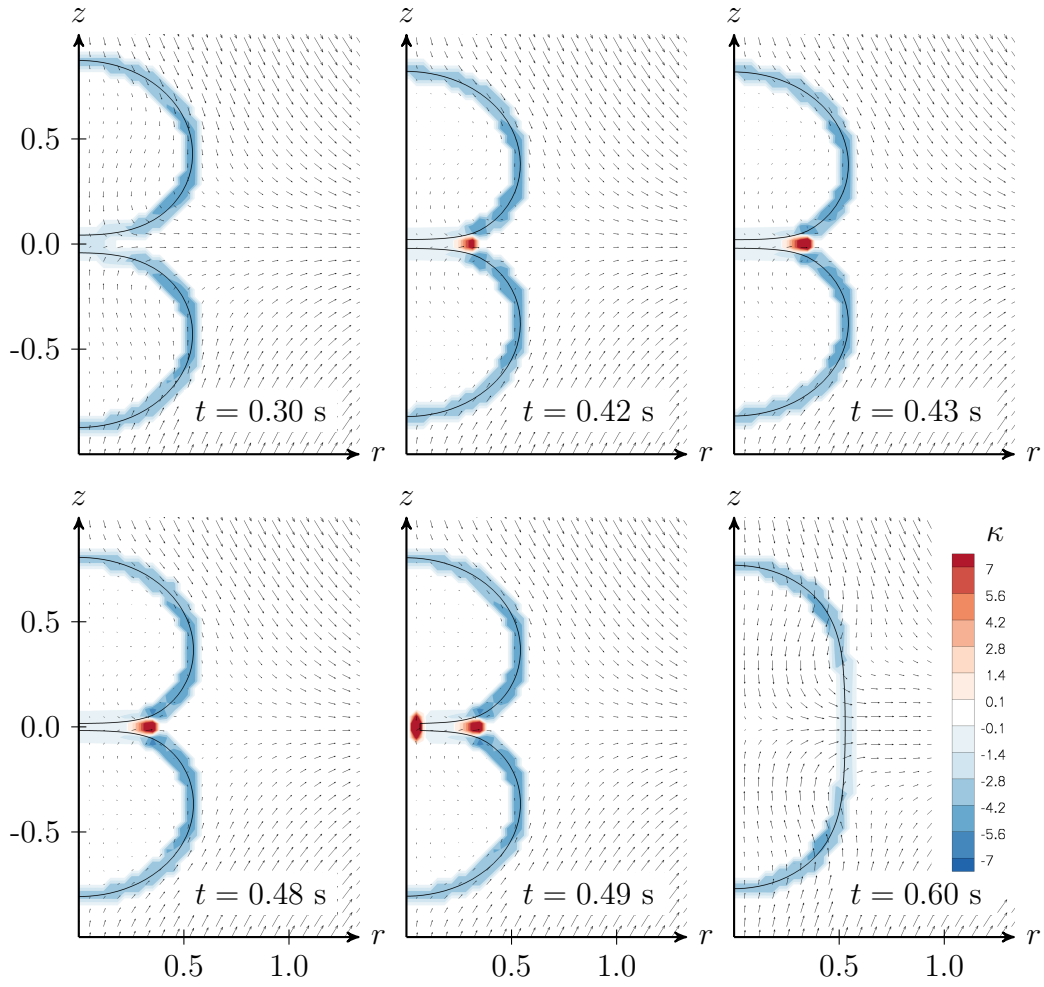 z
z
z
0.5
0.0
-0.5
t = 0.30 s
t = 0.42 s
t = 0.43 s
r
r
r
z
z
z
κ
7
5.6
4.2
2.8
1.4
0.1
-0.1
-1.4
-2.8
-4.2
-5.6
-7
0.5
0.0
-0.5
t = 0.48 s
t = 0.49 s
t = 0.60 s
r
r
r
0.5 1.0
0.5 1.0
0.5 1.0